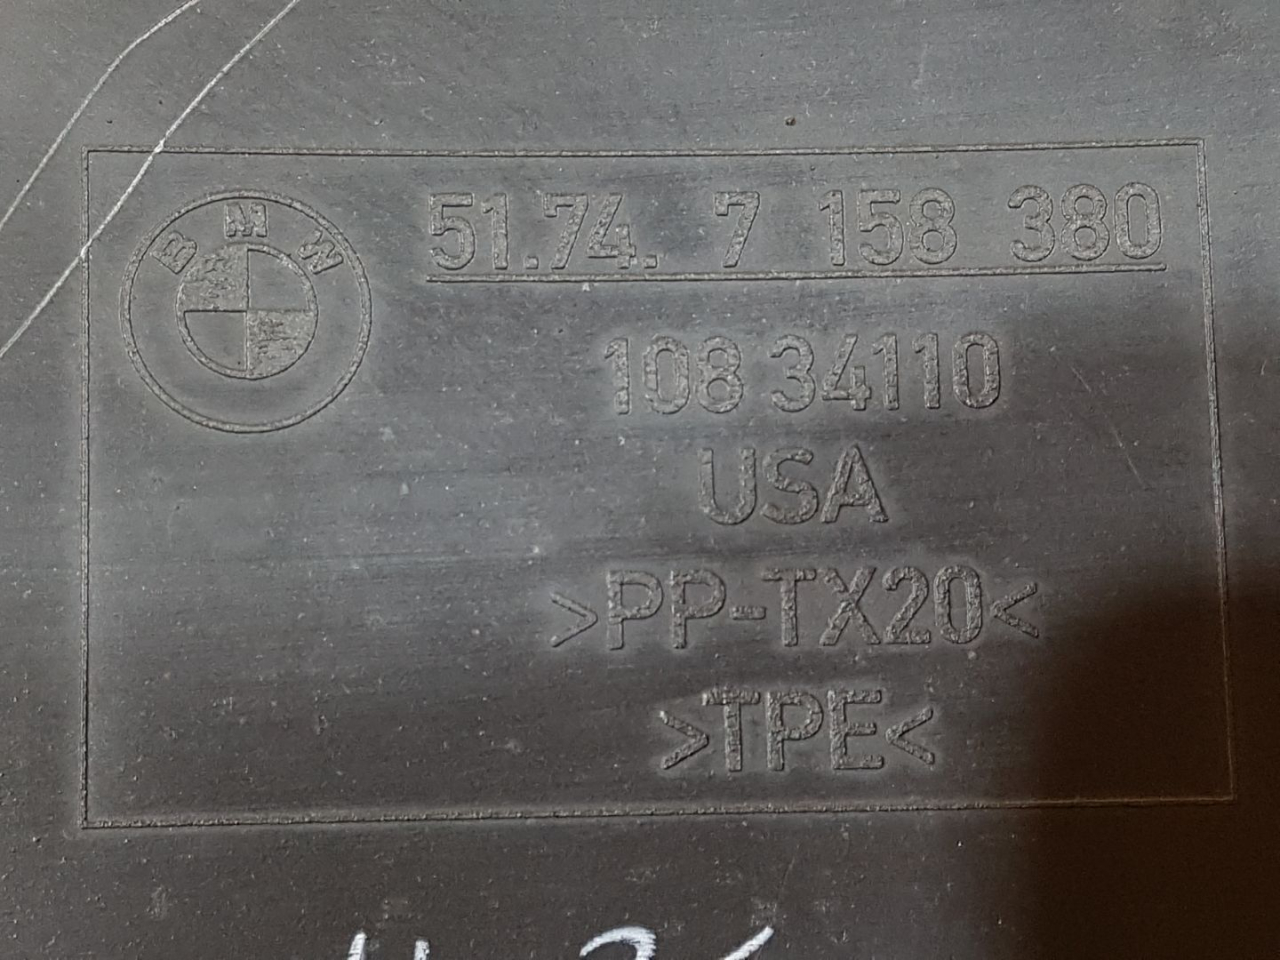 BMW
51.74. 7 158 380
108 34110
USA
>PP-TX20<
>TPE<